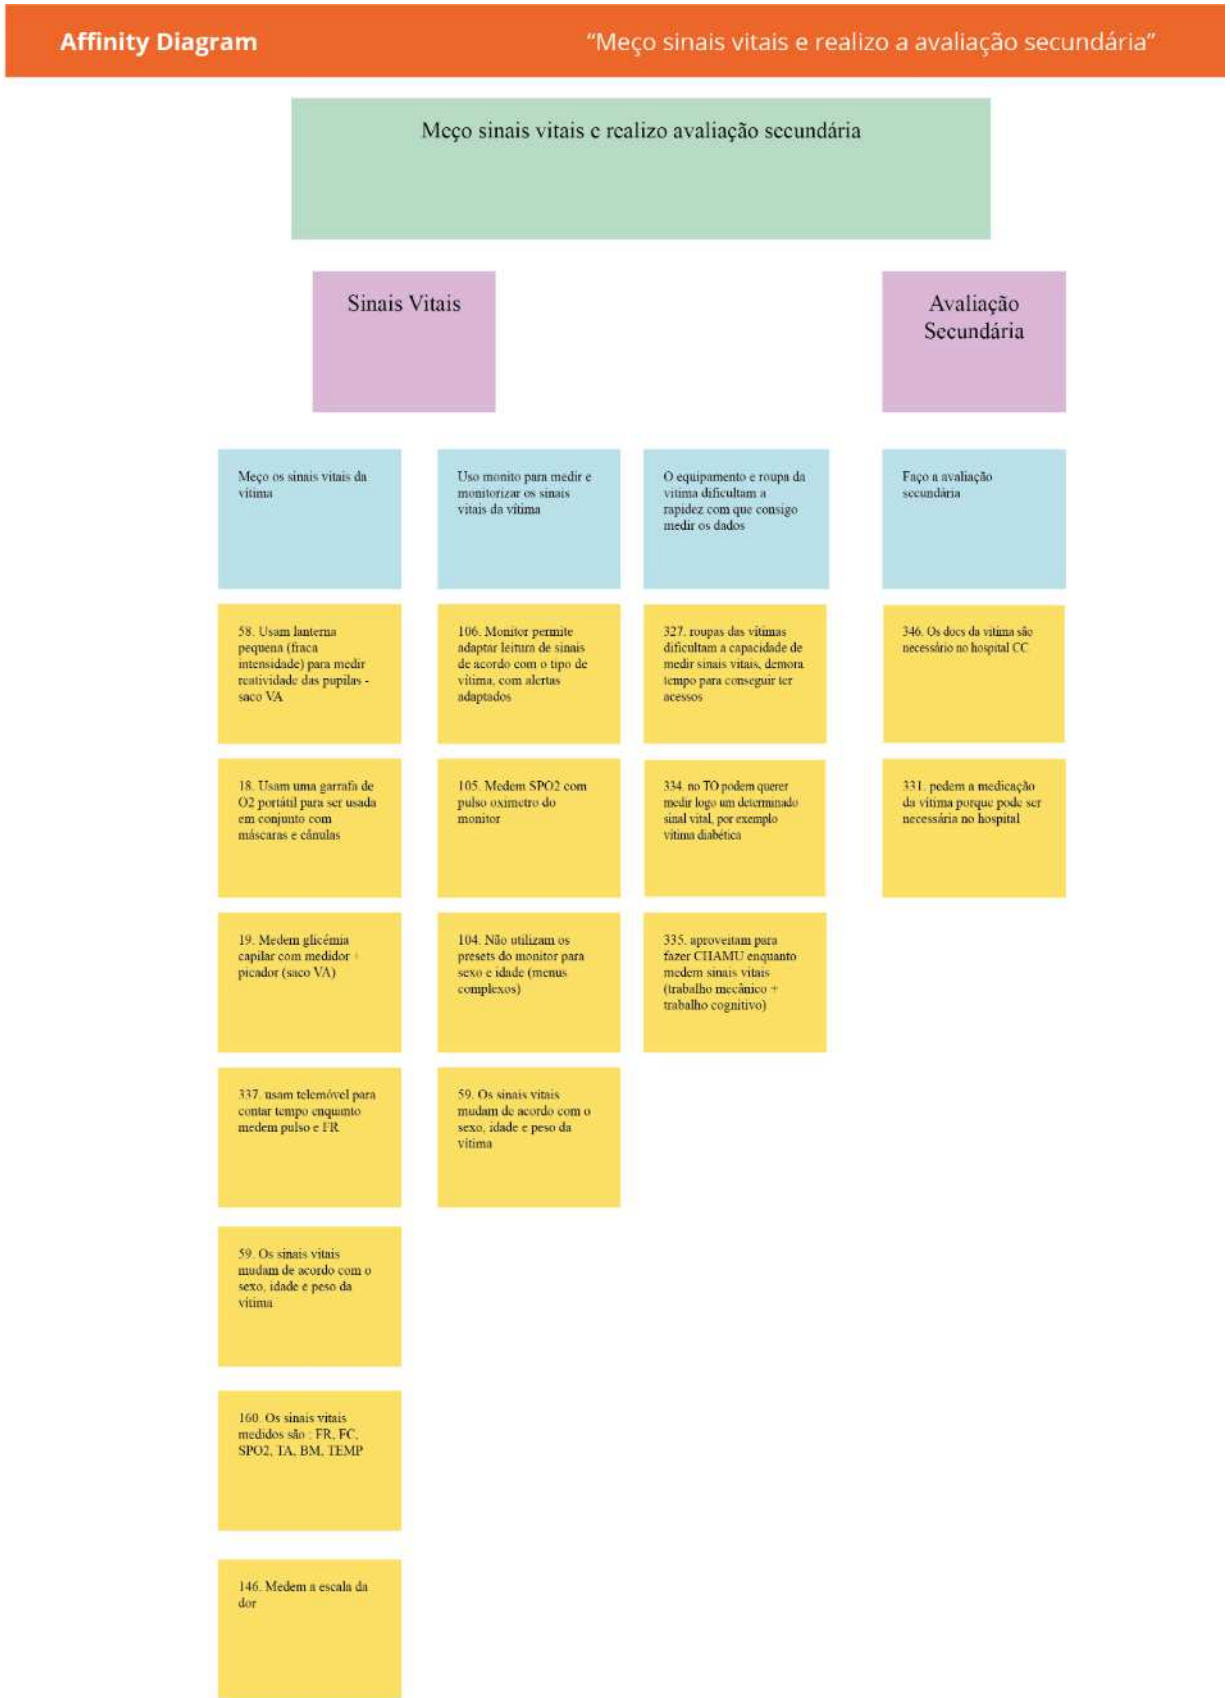 Affinity Diagram
“Meço sinais vitais e realizo a avaliação secundária”
Meço sinais vitais e realizo avaliação secundária
Sinais Vitais
Avaliação
Secundária
Meço os sinais vitais da
vítima
Uso monito para medir e
monitorizar os sinais
vitais da vítima
O equipamento e roupa da
vítima dificultam a
rapidez com que consigo
medir os dados
Faço a avaliação
secundária
58. Usam lanterna
pequena (fraca
intensidade) para medir
reatividade das pupilas -
saco VA
106. Monitor permite
adaptar leitura de sinais
de acordo com o tipo de
vítima, com alertas
adaptados
327. roupas das vítimas
dificultam a capacidade de
medir sinais vitais, demora
tempo para conseguir ter
acessos
346. Os docs da vítima são
necessário no hospital CC
18. Usam uma garrafa de
O2 portátil para ser usada
em conjunto com
máscaras e cânulas
105. Medem SPO2 com
pulso oximetro do
monitor
334. no TO podem querer
medir logo um determinado
sinal vital, por exemplo
vítima diabética
331. pedem a medicação
da vítima porque pode ser
necessária no hospital
19. Medem glicémia
capilar com medidor +
picador (saco VA)
104. Não utilizam os
presets do monitor para
sexo e idade (menus
complexos)
335. aproveitam para
fazer CHAMU enquanto
medem sinais vitais
(trabalho mecânico +
trabalho cognitivo)
337. usam telemóvel para
contar tempo enquanto
medem pulso e FR
59. Os sinais vitais
mudam de acordo com o
sexo, idade e peso da
vítima
59. Os sinais vitais
mudam de acordo com o
sexo, idade e peso da
vítima
160. Os sinais vitais
medidos são : FR, FC,
SPO2, TA, BM, TEMP
146. Medem a escala da
dor